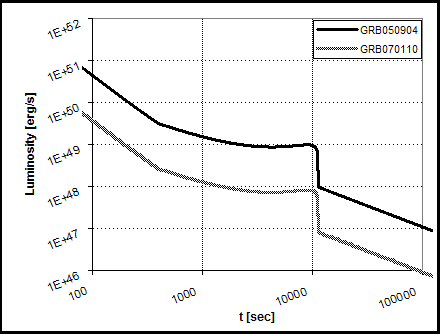 1E+52
GRB050904
GRB070110
1E+51
1E+50
1E+49
1E+48
1E+47
1E+46
Luminosity [erg/s]
100
1000
10000
100000
t [sec]